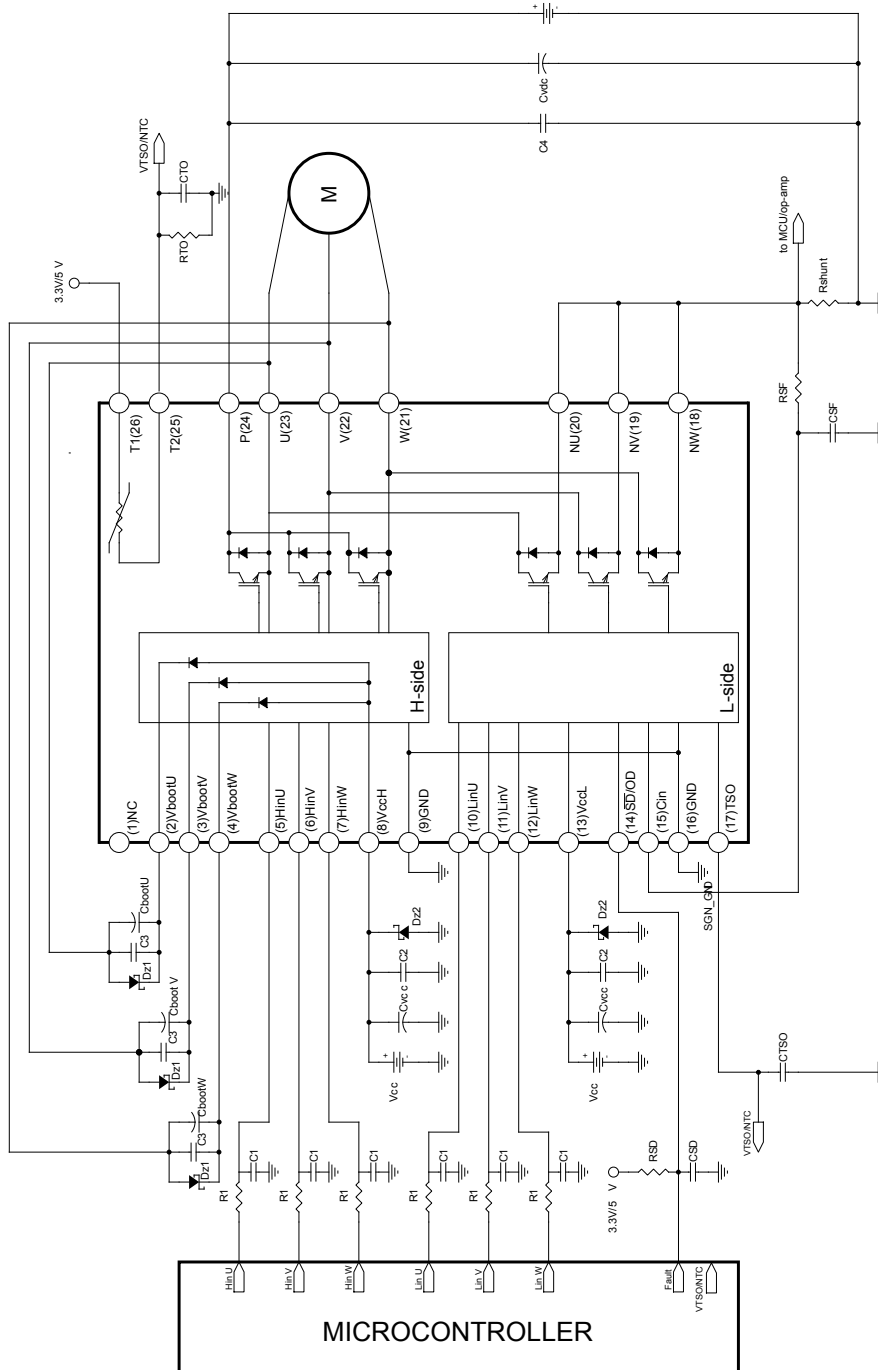 +
-
Cvdc
C4
VTSO/NTC
CTO
RTO
3.3V/5 V
M
to MCU/op-amp
Rshunt
RSF
CSF
T1(26)
T2(25)
P(24)
U(23)
V(22)
W(21)
NU(20)
NV(19)
NW(18)
H-side
L-side
(1)NC
(2)VbootU
(3)VbootV
(4)VbootW
(5)HinU
(6)HinV
(7)HinW
(8)VccH
(9)GND
(10)LinU
(11)LinV
(12)LinW
(13)VccL
(14)SD/OD
(15)Cin
(16)GND
(17)TSO
SGN_GND
CbootU
C3
Dz1
Cboot V
C3
Dz1
CbootW
C3
Dz1
Dz2
C2
Cvc c
+
-
Vcc
Dz2
C2
Cvcc
+
-
Vcc
CTSO
VTSO/NTC
R1
C1
R1
C1
R1
C1
R1
C1
R1
C1
R1
C1
3.3V/5 V
RSD
CSD
Hin U
Hin V
Hin W
Lin U
Lin V
Lin W
Fault
VTSO/NTC
MICROCONTROLLER